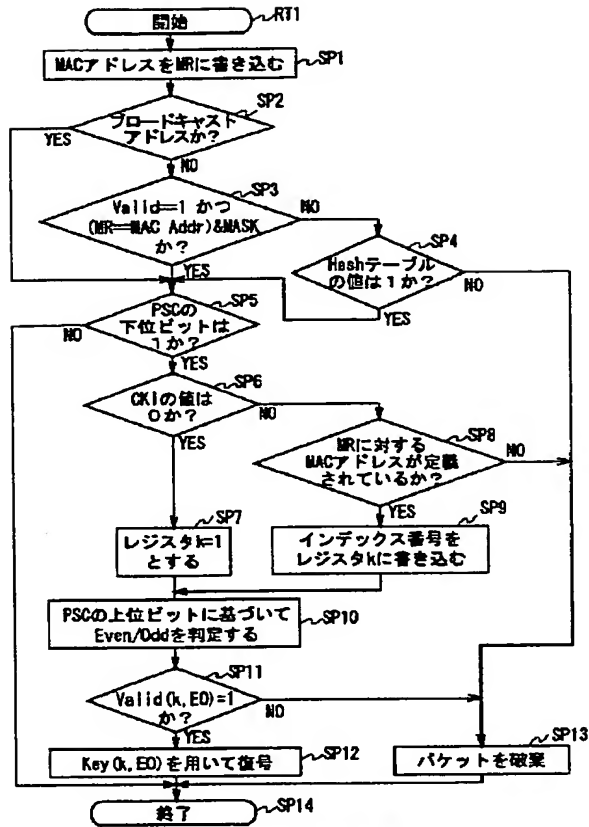 開始
RT1
MACアドレスをMRに書き込む
SP1
SP2
ブロードキャスト
アドレスか?
YES
NO
SP3
Valid=1 かつ
(MR==MAC Addr)&MASK
か?
NO
YES
SP4
Hashテーブル
の値は1か?
NO
YES
SP5
PSCの
下位ビットは
1か?
NO
YES
SP6
CKIの値は
0か?
NO
YES
SP8
MRに対する
MACアドレスが定義
されているか?
NO
YES
SP7
レジスタk=1
とする
SP9
インデックス番号を
レジスタkに書き込む
PSCの上位ビットに基づいて
Even/Oddを判定する
SP10
SP11
Valid(k,EO)=1
か?
NO
YES
Key(k,EO)を用いて復号
SP12
SP13
パケットを破棄
終了
SP14